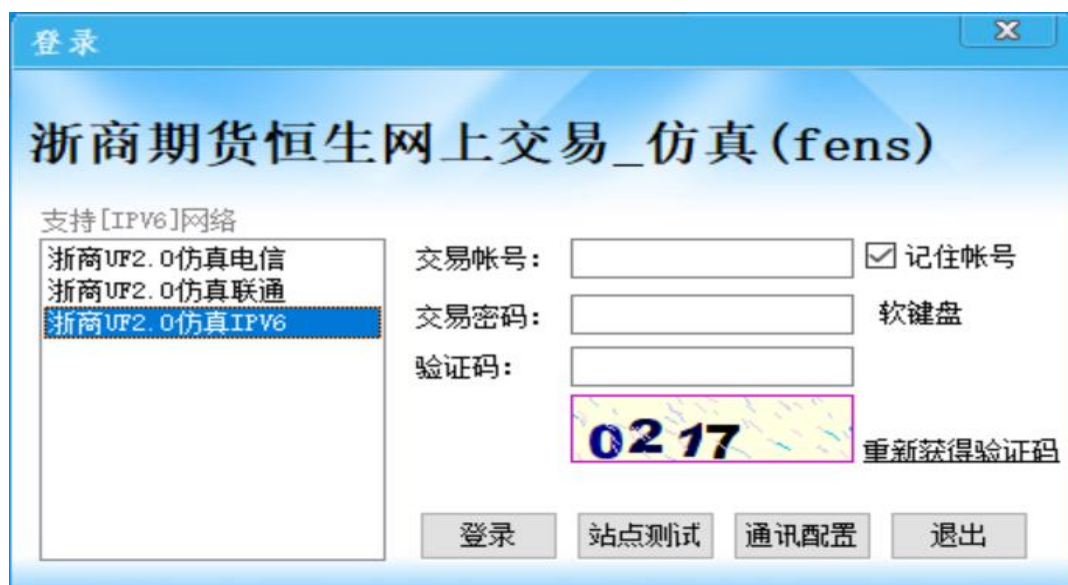 登录
浙商期货恒生网上交易_仿真(fens)
支持[IPV6]网络
浙商UF2.0仿真电信
浙商UF2.0仿真联通
浙商UF2.0仿真IPV6
交易帐号:
记住帐号
交易密码:
软键盘
验证码:
0217
重新获得验证码
登录
站点测试
通讯配置
退出